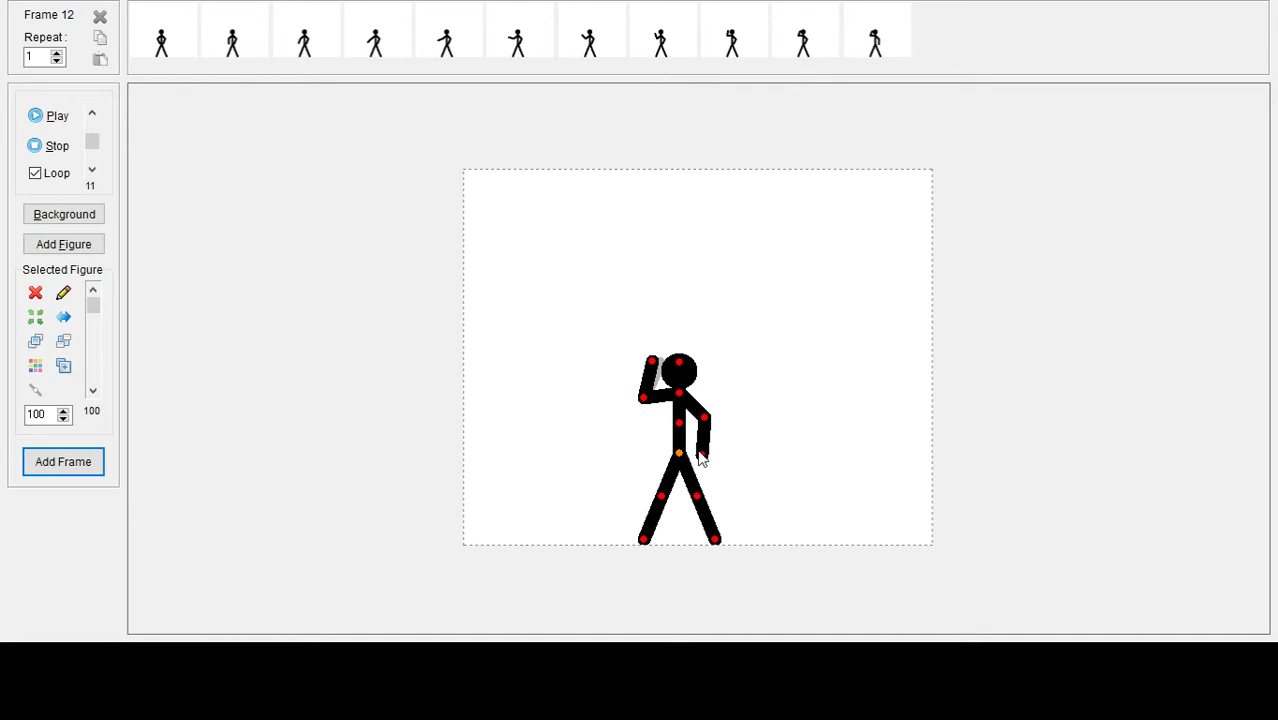 Frame 12
Repeat:
1
Play
Stop
Loop
11
Background
Add Figure
Selected Figure
100
100
Add Frame